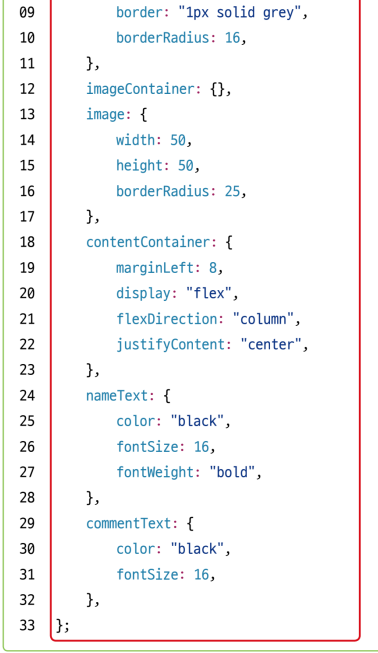 09 border: "1px solid grey",
10 borderRadius: 16,
11 },
12 imageContainer: {},
13 image: {
14 width: 50,
15 height: 50,
16 borderRadius: 25,
17 },
18 contentContainer: {
19 marginLeft: 8,
20 display: "flex",
21 flexDirection: "column",
22 justifyContent: "center",
23 },
24 nameText: {
25 color: "black",
26 fontSize: 16,
27 fontWeight: "bold",
28 },
29 commentText: {
30 color: "black",
31 fontSize: 16,
32 },
33 };